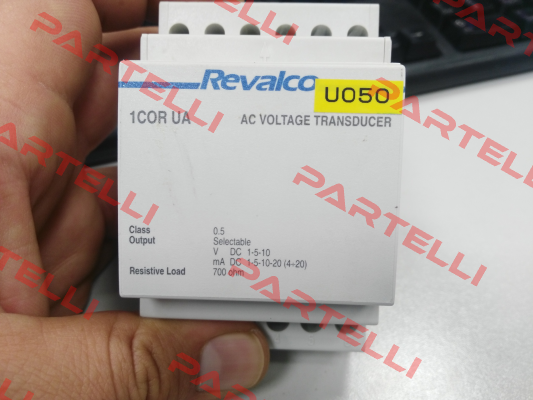 Revalco
U050
1COR UA AC VOLTAGE TRANSDUCER
Class 0.5
Output Selectable
V DC 1-5-10
mA DC 1-5-10-20 (4÷20)
Resistive Load 700 ohm
PARTELLI
PARTELLI
PARTELLI
PARTELLI
PARTELLI
PARTELLI